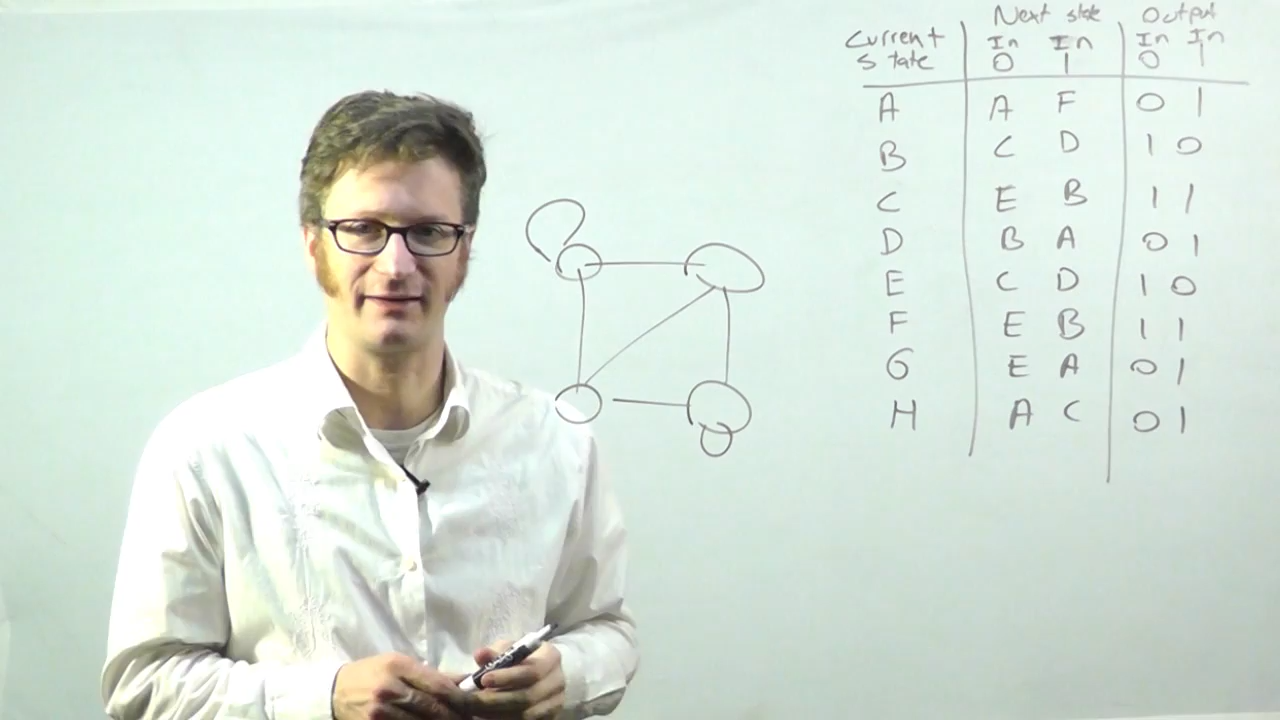 Next state Output
Current In In In In
state 0 1 0 1
A A F 0 1
B C D 1 0
C E B 1 1
D B A 0 1
E C D 1 0
F E B 1 1
G E A 0 1
H A C 0 1